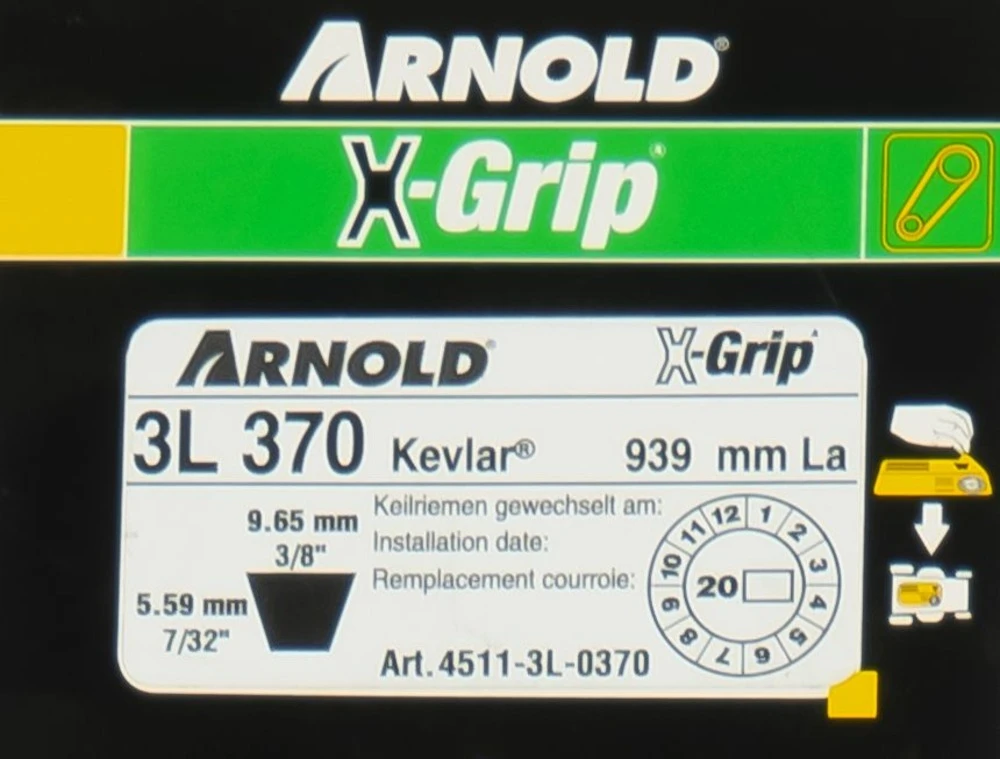 ARNOLD®
X-Grip®
ARNOLD® X-Grip
3L 370 Kevlar® 939 mm La
9.65 mm
3/8"
5.59 mm
7/32"
Keilriemen gewechselt am:
Installation date:
Remplacement courroie:
12 1 2 3 4 5 6 7 8 9 10 11
20
Art. 4511-3L-0370